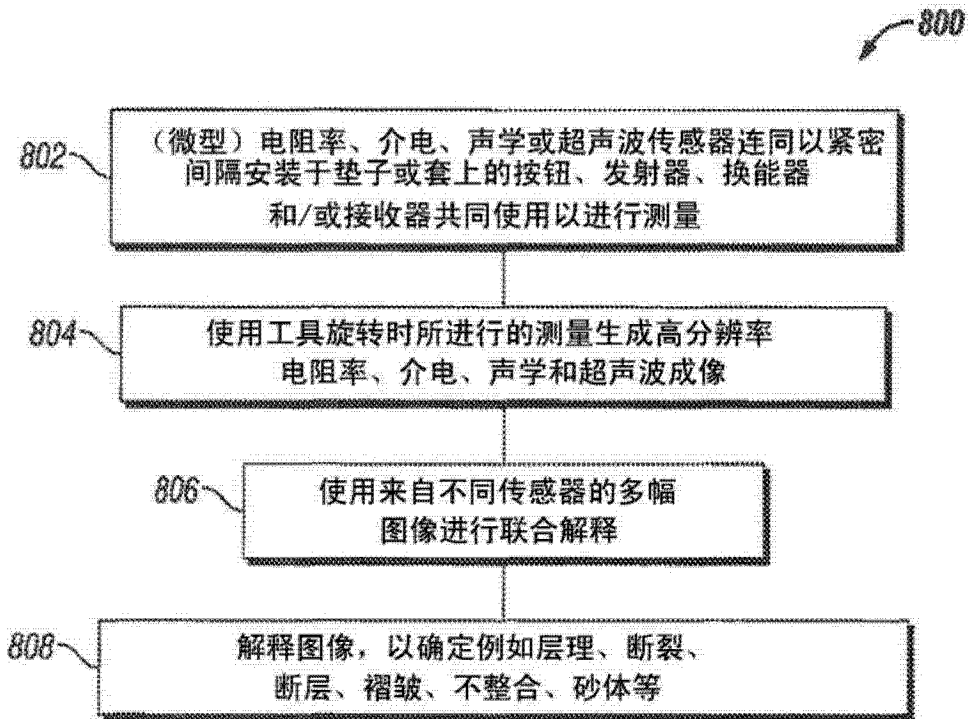 800
802
（微型）电阻率、介电、声学或超声波传感器连同以紧密
间隔安装于垫子或套上的按钮、发射器、换能器
和/或接收器共同使用以进行测量
804
使用工具旋转时所进行的测量生成高分辨率
电阻率、介电、声学和超声波成像
806
使用来自不同传感器的多幅
图像进行联合解释
808
解释图像，以确定例如层理、断裂、
断层、褶皱、不整合、砂体等